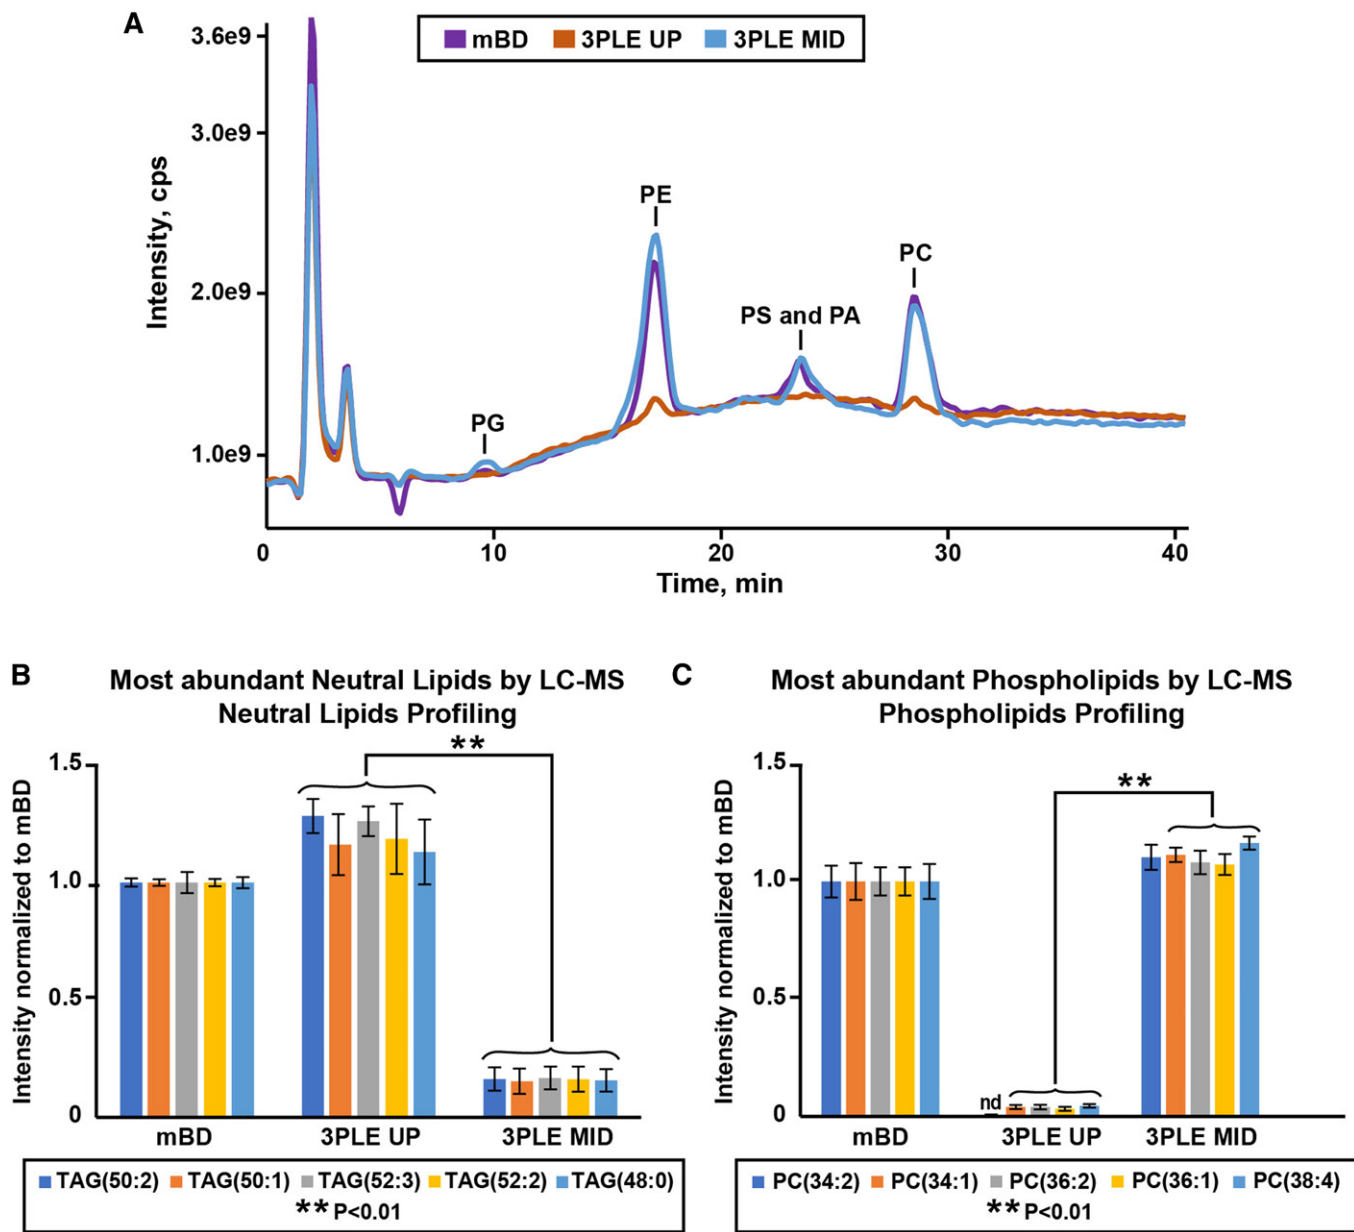 A
mBD 3PLE UP 3PLE MID
3.6e9
3.0e9
2.0e9
1.0e9
Intensity, cps
PG
PE
PS and PA
PC
0 10 20 30 40
Time, min
B
Most abundant Neutral Lipids by LC-MS
Neutral Lipids Profiling
**
1.5
1.0
0.5
0
Intensity normalized to mBD
mBD 3PLE UP 3PLE MID
TAG(50:2) TAG(50:1) TAG(52:3) TAG(52:2) TAG(48:0)
** P<0.01
C
Most abundant Phospholipids by LC-MS
Phospholipids Profiling
**
1.5
1.0
0.5
0
Intensity normalized to mBD
nd
mBD 3PLE UP 3PLE MID
PC(34:2) PC(34:1) PC(36:2) PC(36:1) PC(38:4)
** P<0.01